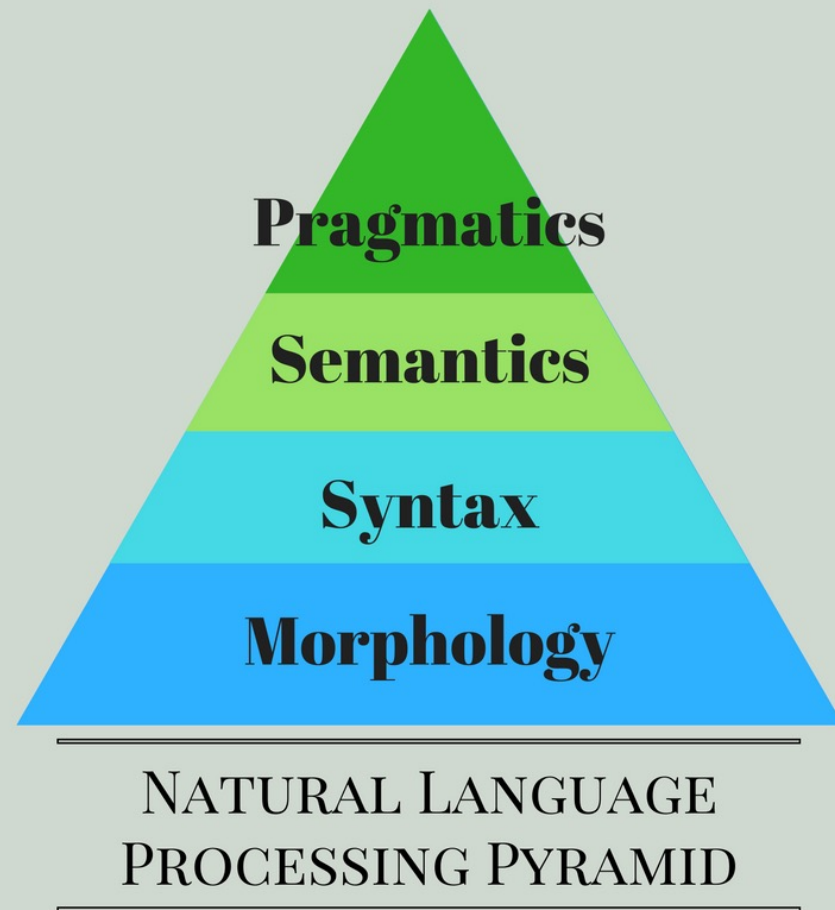 Pragmatics
Semantics
Syntax
Morphology
Natural Language
Processing Pyramid